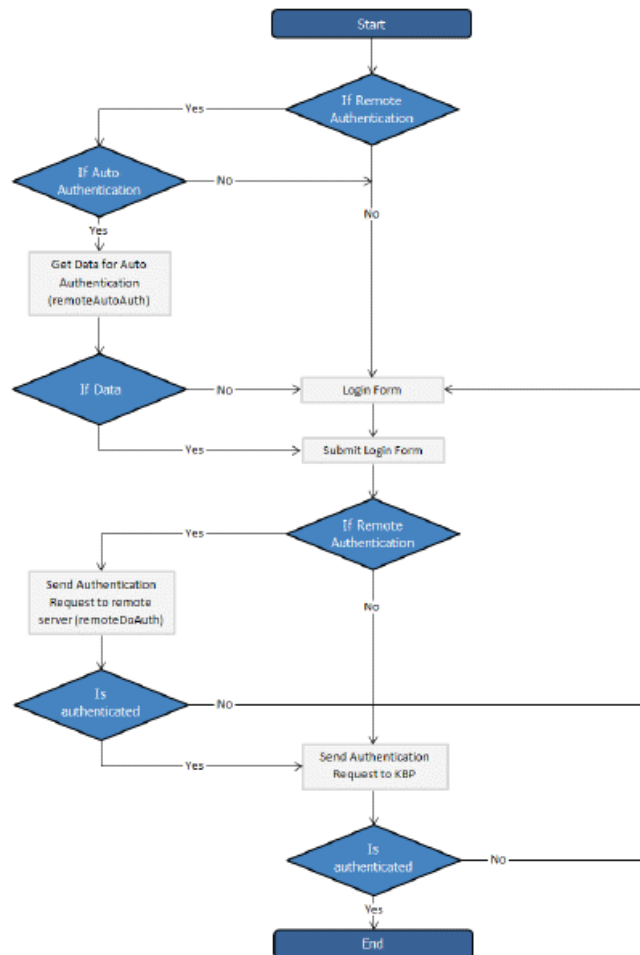 Start
If Remote
Authentication
Yes
If Auto
Authentication
No
No
Yes
Get Data for Auto
Authentication
(remoteAutoAuth)
If Data
No
Login Form
Yes
Submit Login Form
If Remote
Authentication
Yes
Send Authentication
Request to remote
server (remoteDoAuth)
No
Is
authenticated
No
Yes
Send Authentication
Request to KBP
Is
authenticated
No
Yes
End